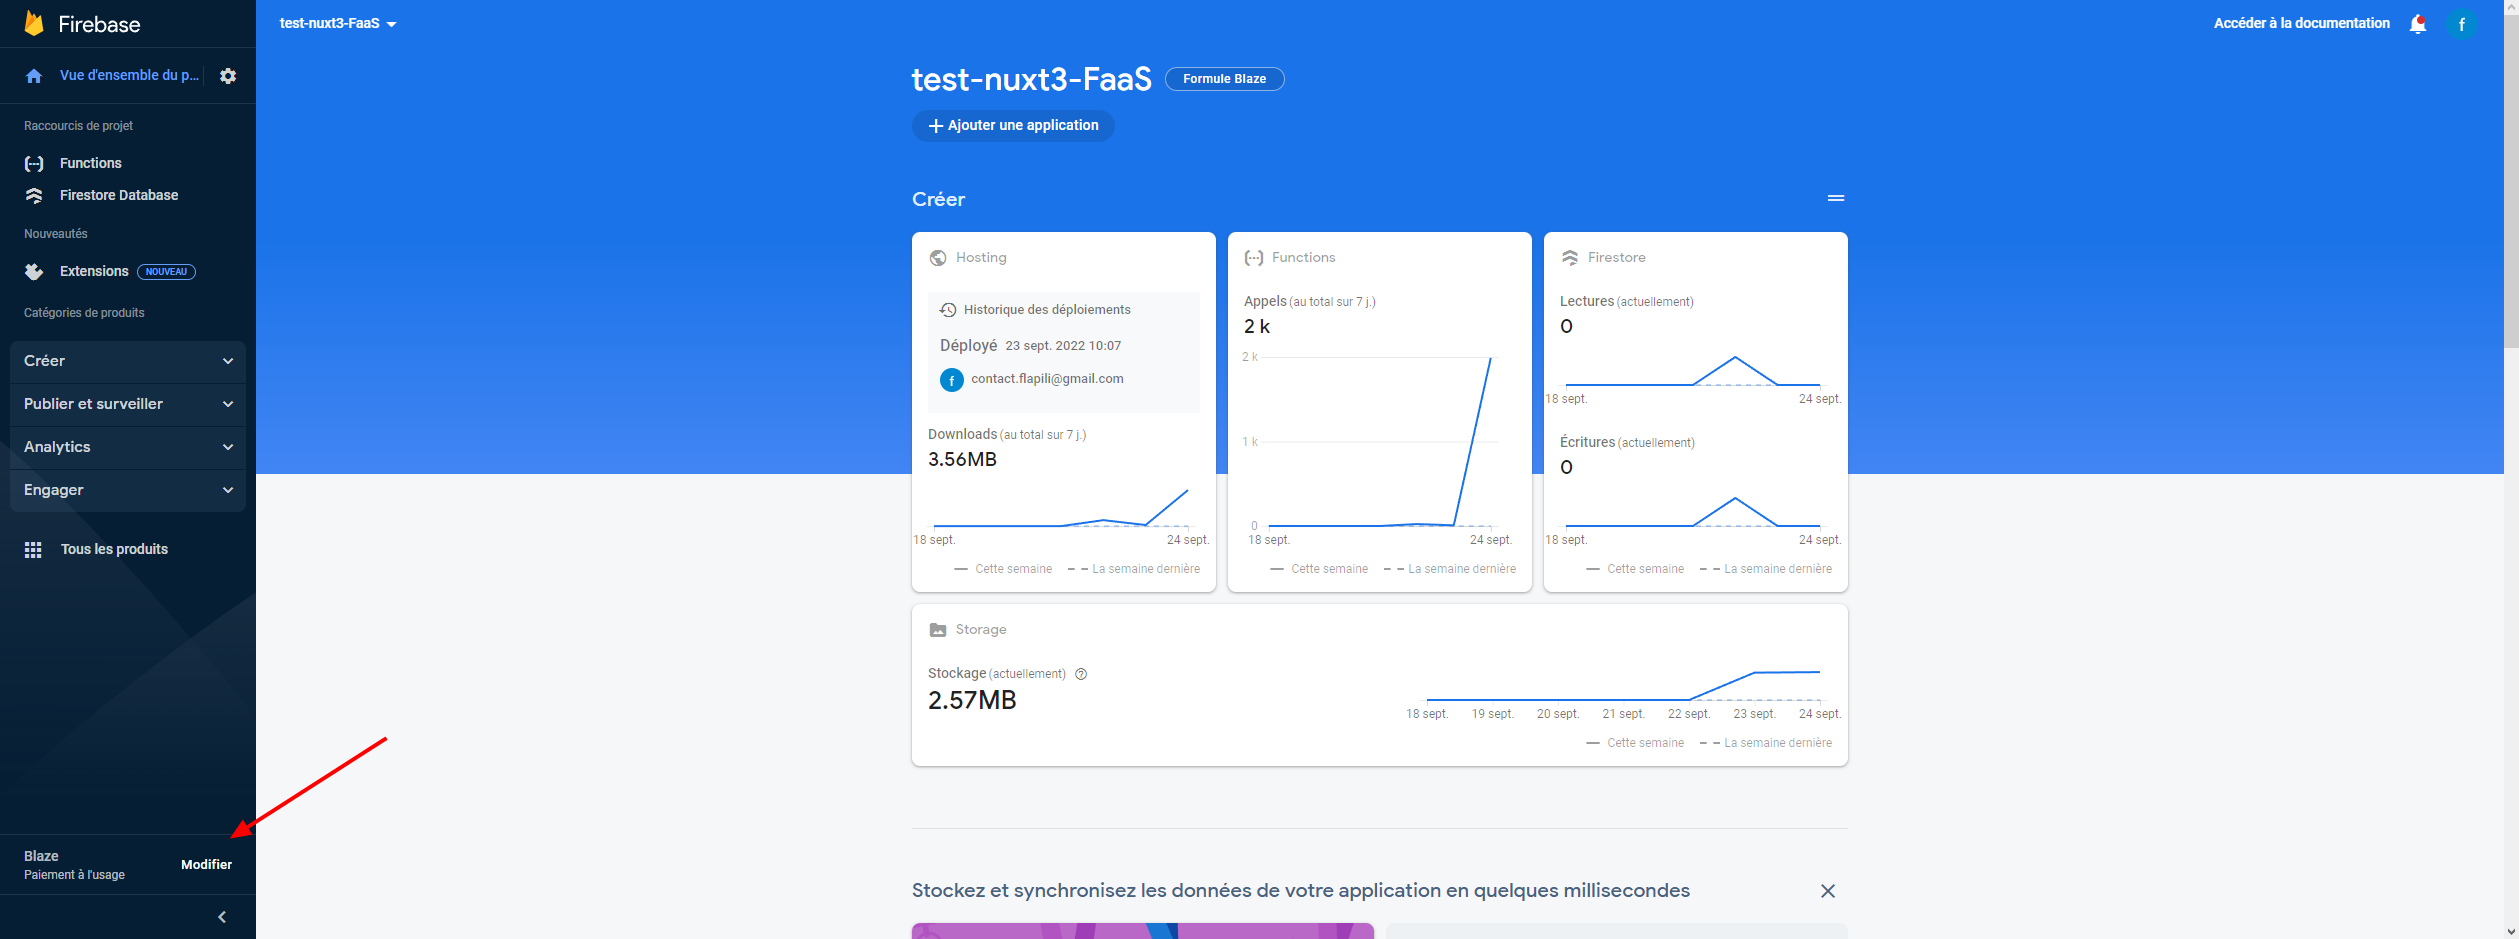 Firebase
Vue d'ensemble du p...
Raccourcis de projet
Functions
Firestore Database
Nouveautés
Extensions NOUVEAU
Catégories de produits
Créer
Publier et surveiller
Analytics
Engager
Tous les produits
Blaze
Paiement à l'usage
Modifier
test-nuxt3-FaaS
Accéder à la documentation
f
test-nuxt3-FaaS
Formule Blaze
Ajouter une application
Créer
Hosting
Historique des déploiements
Déployé 23 sept. 2022 10:07
f contact.flapili@gmail.com
Downloads (au total sur 7 j.)
3.56MB
18 sept. 24 sept.
Cette semaine La semaine dernière
Functions
Appels (au total sur 7 j.)
2 k
2 k
1 k
0
18 sept. 24 sept.
Cette semaine La semaine dernière
Firestore
Lectures (actuellement)
0
18 sept. 24 sept.
Écritures (actuellement)
0
18 sept. 24 sept.
Cette semaine La semaine dernière
Storage
Stockage (actuellement)
2.57MB
18 sept. 19 sept. 20 sept. 21 sept. 22 sept. 23 sept. 24 sept.
Cette semaine La semaine dernière
Stockez et synchronisez les données de votre application en quelques millisecondes